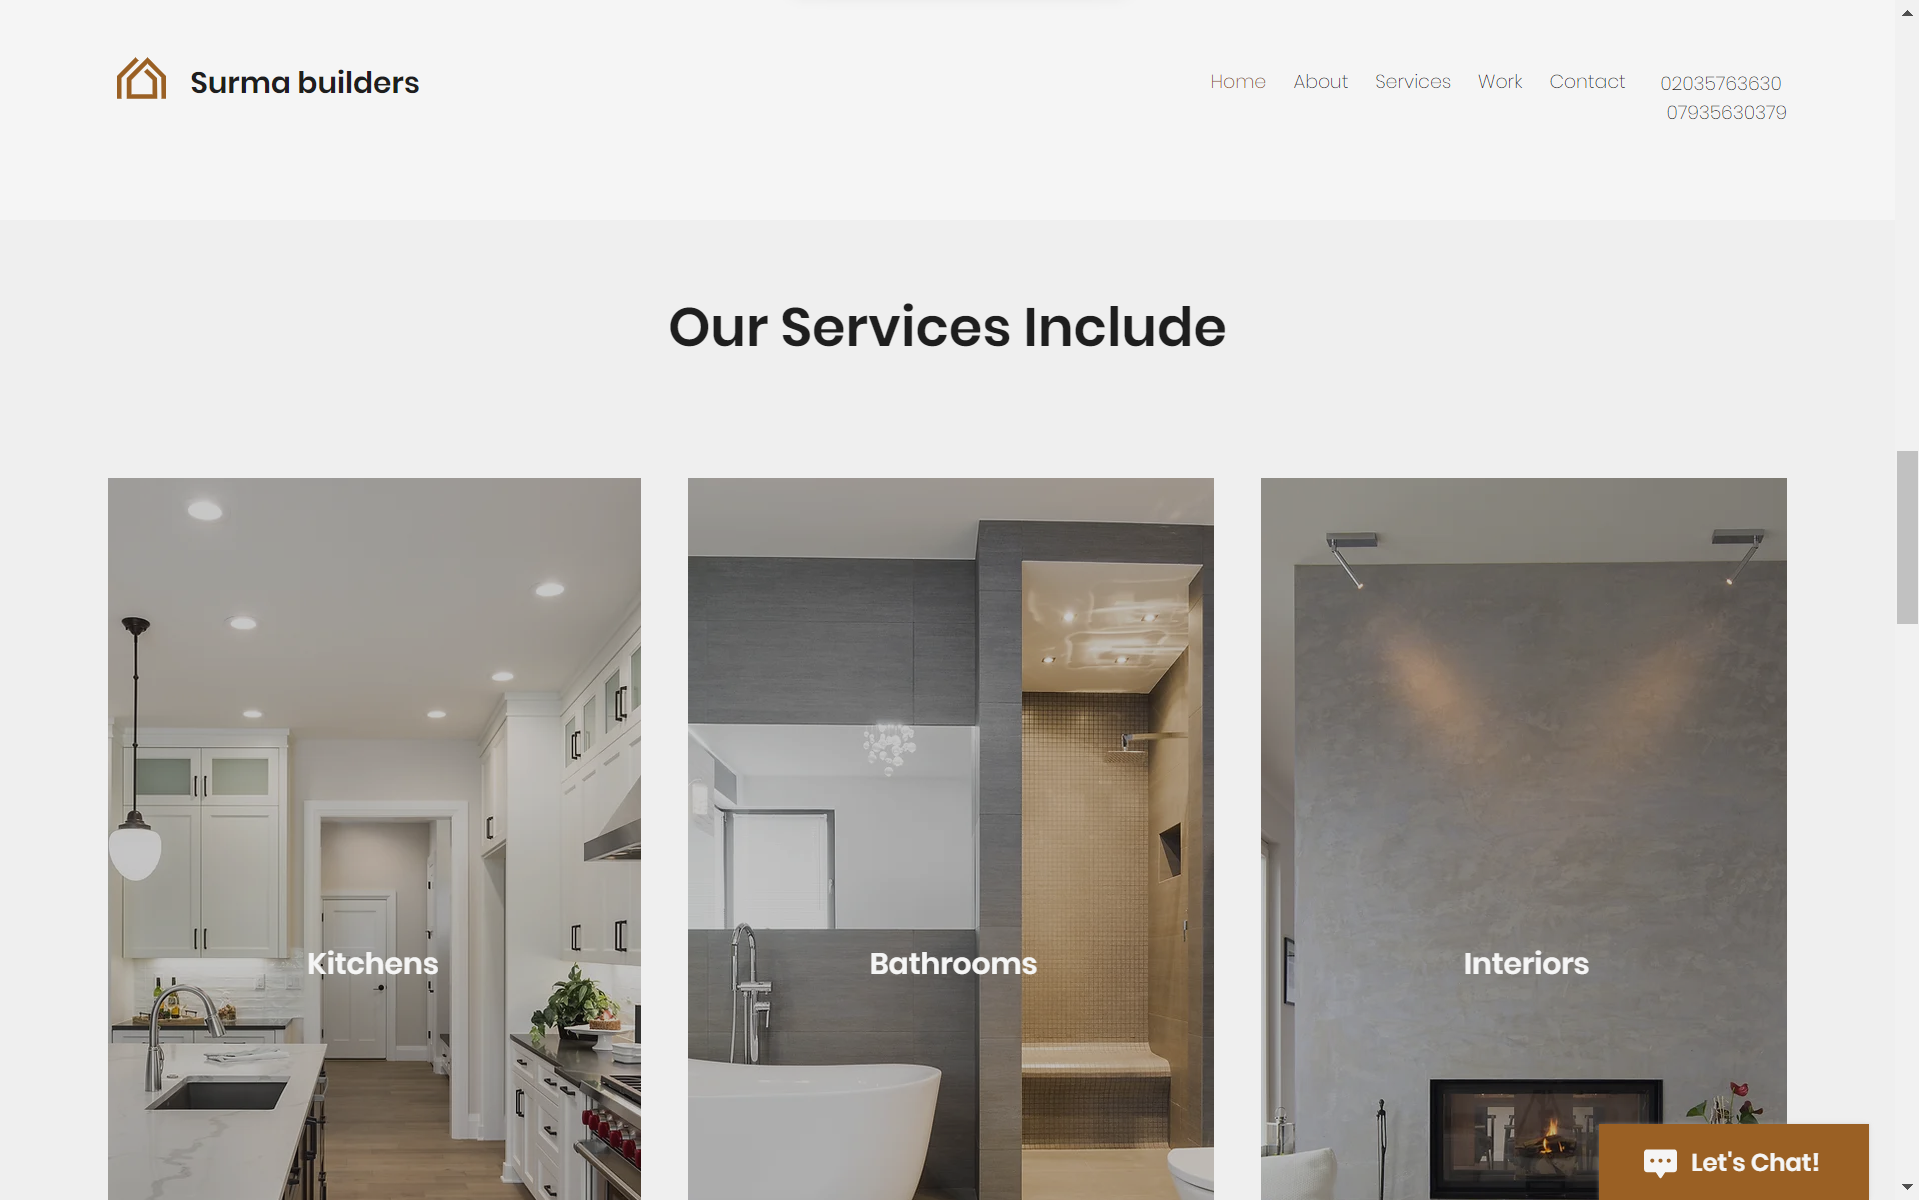 Surma builders
Home About Services Work Contact 02035763630
07935630379
Our Services Include
Kitchens
Bathrooms
Interiors
Let's Chat!